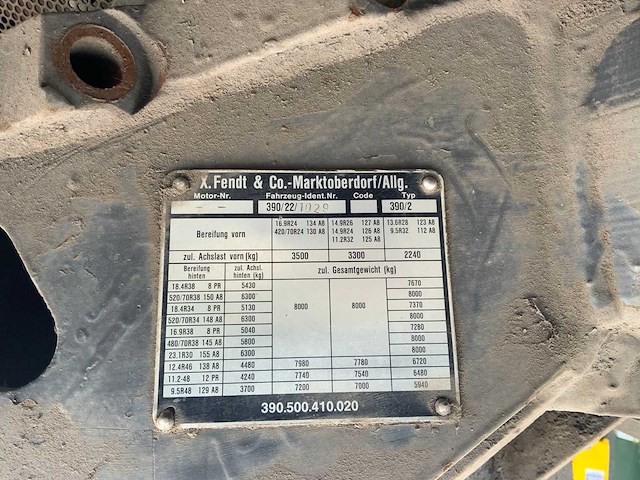 X. Fendt & Co.-Marktoberdorf/Allg.
Motor-Nr. Fahrzeug-Ident.Nr. Code Typ
- - 390/22/1029 390/2
Bereifung vorn 16.9R24 134 A8 14.9R26 127 A8 13.6R28 123 A8
420/70R24 130 A8 14.9R24 126 A8 9.5R32 112 A8
11.2R32 125 A8
zul. Achslast vorn (kg) 3500 3300 2240
Bereifung hinten zul. Achsl. hinten (kg) zul. Gesamtgewicht (kg)
18.4R38 8 PR 5430 7670
520/70R38 150 A8 6300 8000
18.4R34 8 PR 5130 8000 8000 7370
520/70R34 148 A8 6300 8000
16.9R38 8 PR 5040 7280
480/70R38 145 A8 5800 8000
23.1R30 155 A8 6300 8000
12.4R46 138 A8 4480 7980 7780 6720
11.2-48 12 PR 4240 7740 7540 6480
9.5R48 129 A8 3700 7200 7000 5940
390.500.410.020